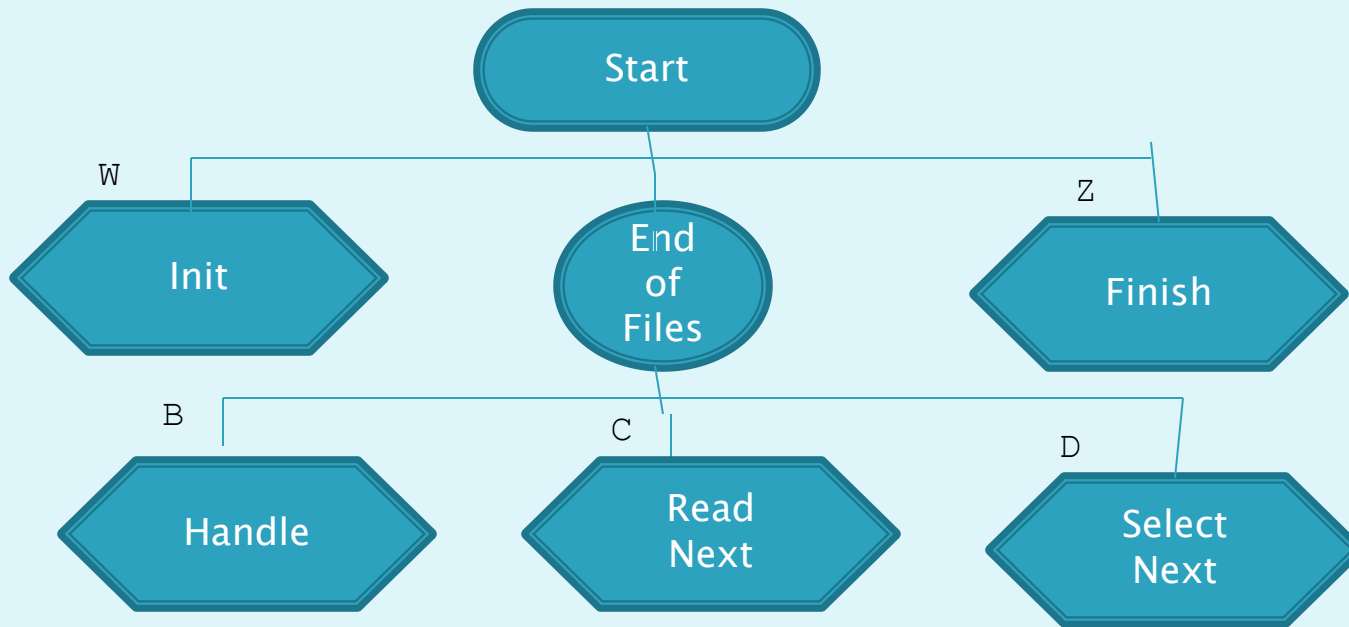 Start
W
Z
Init
End
of
Files
Finish
B
C
D
Handle
Read
Next
Select
Next